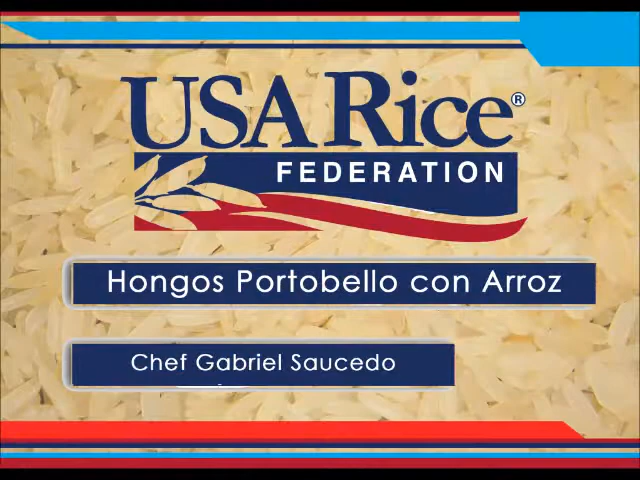 USA Rice®
FEDERATION
Hongos Portobello con Arroz
Chef Gabriel Saucedo